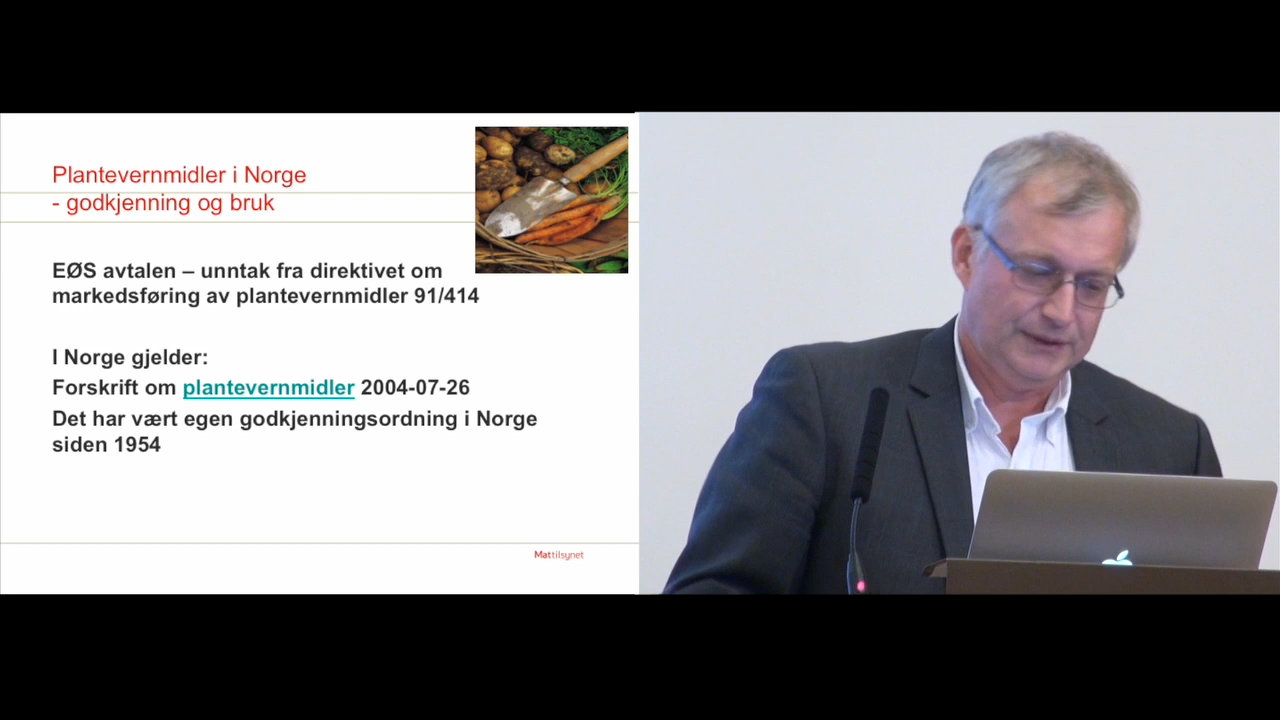 Plantevernmidler i Norge
- godkjenning og bruk
EØS avtalen – unntak fra direktivet om
markedsføring av plantevernmidler 91/414
I Norge gjelder:
Forskrift om plantevernmidler 2004-07-26
Det har vært egen godkjenningsordning i Norge
siden 1954
Mattilsynet